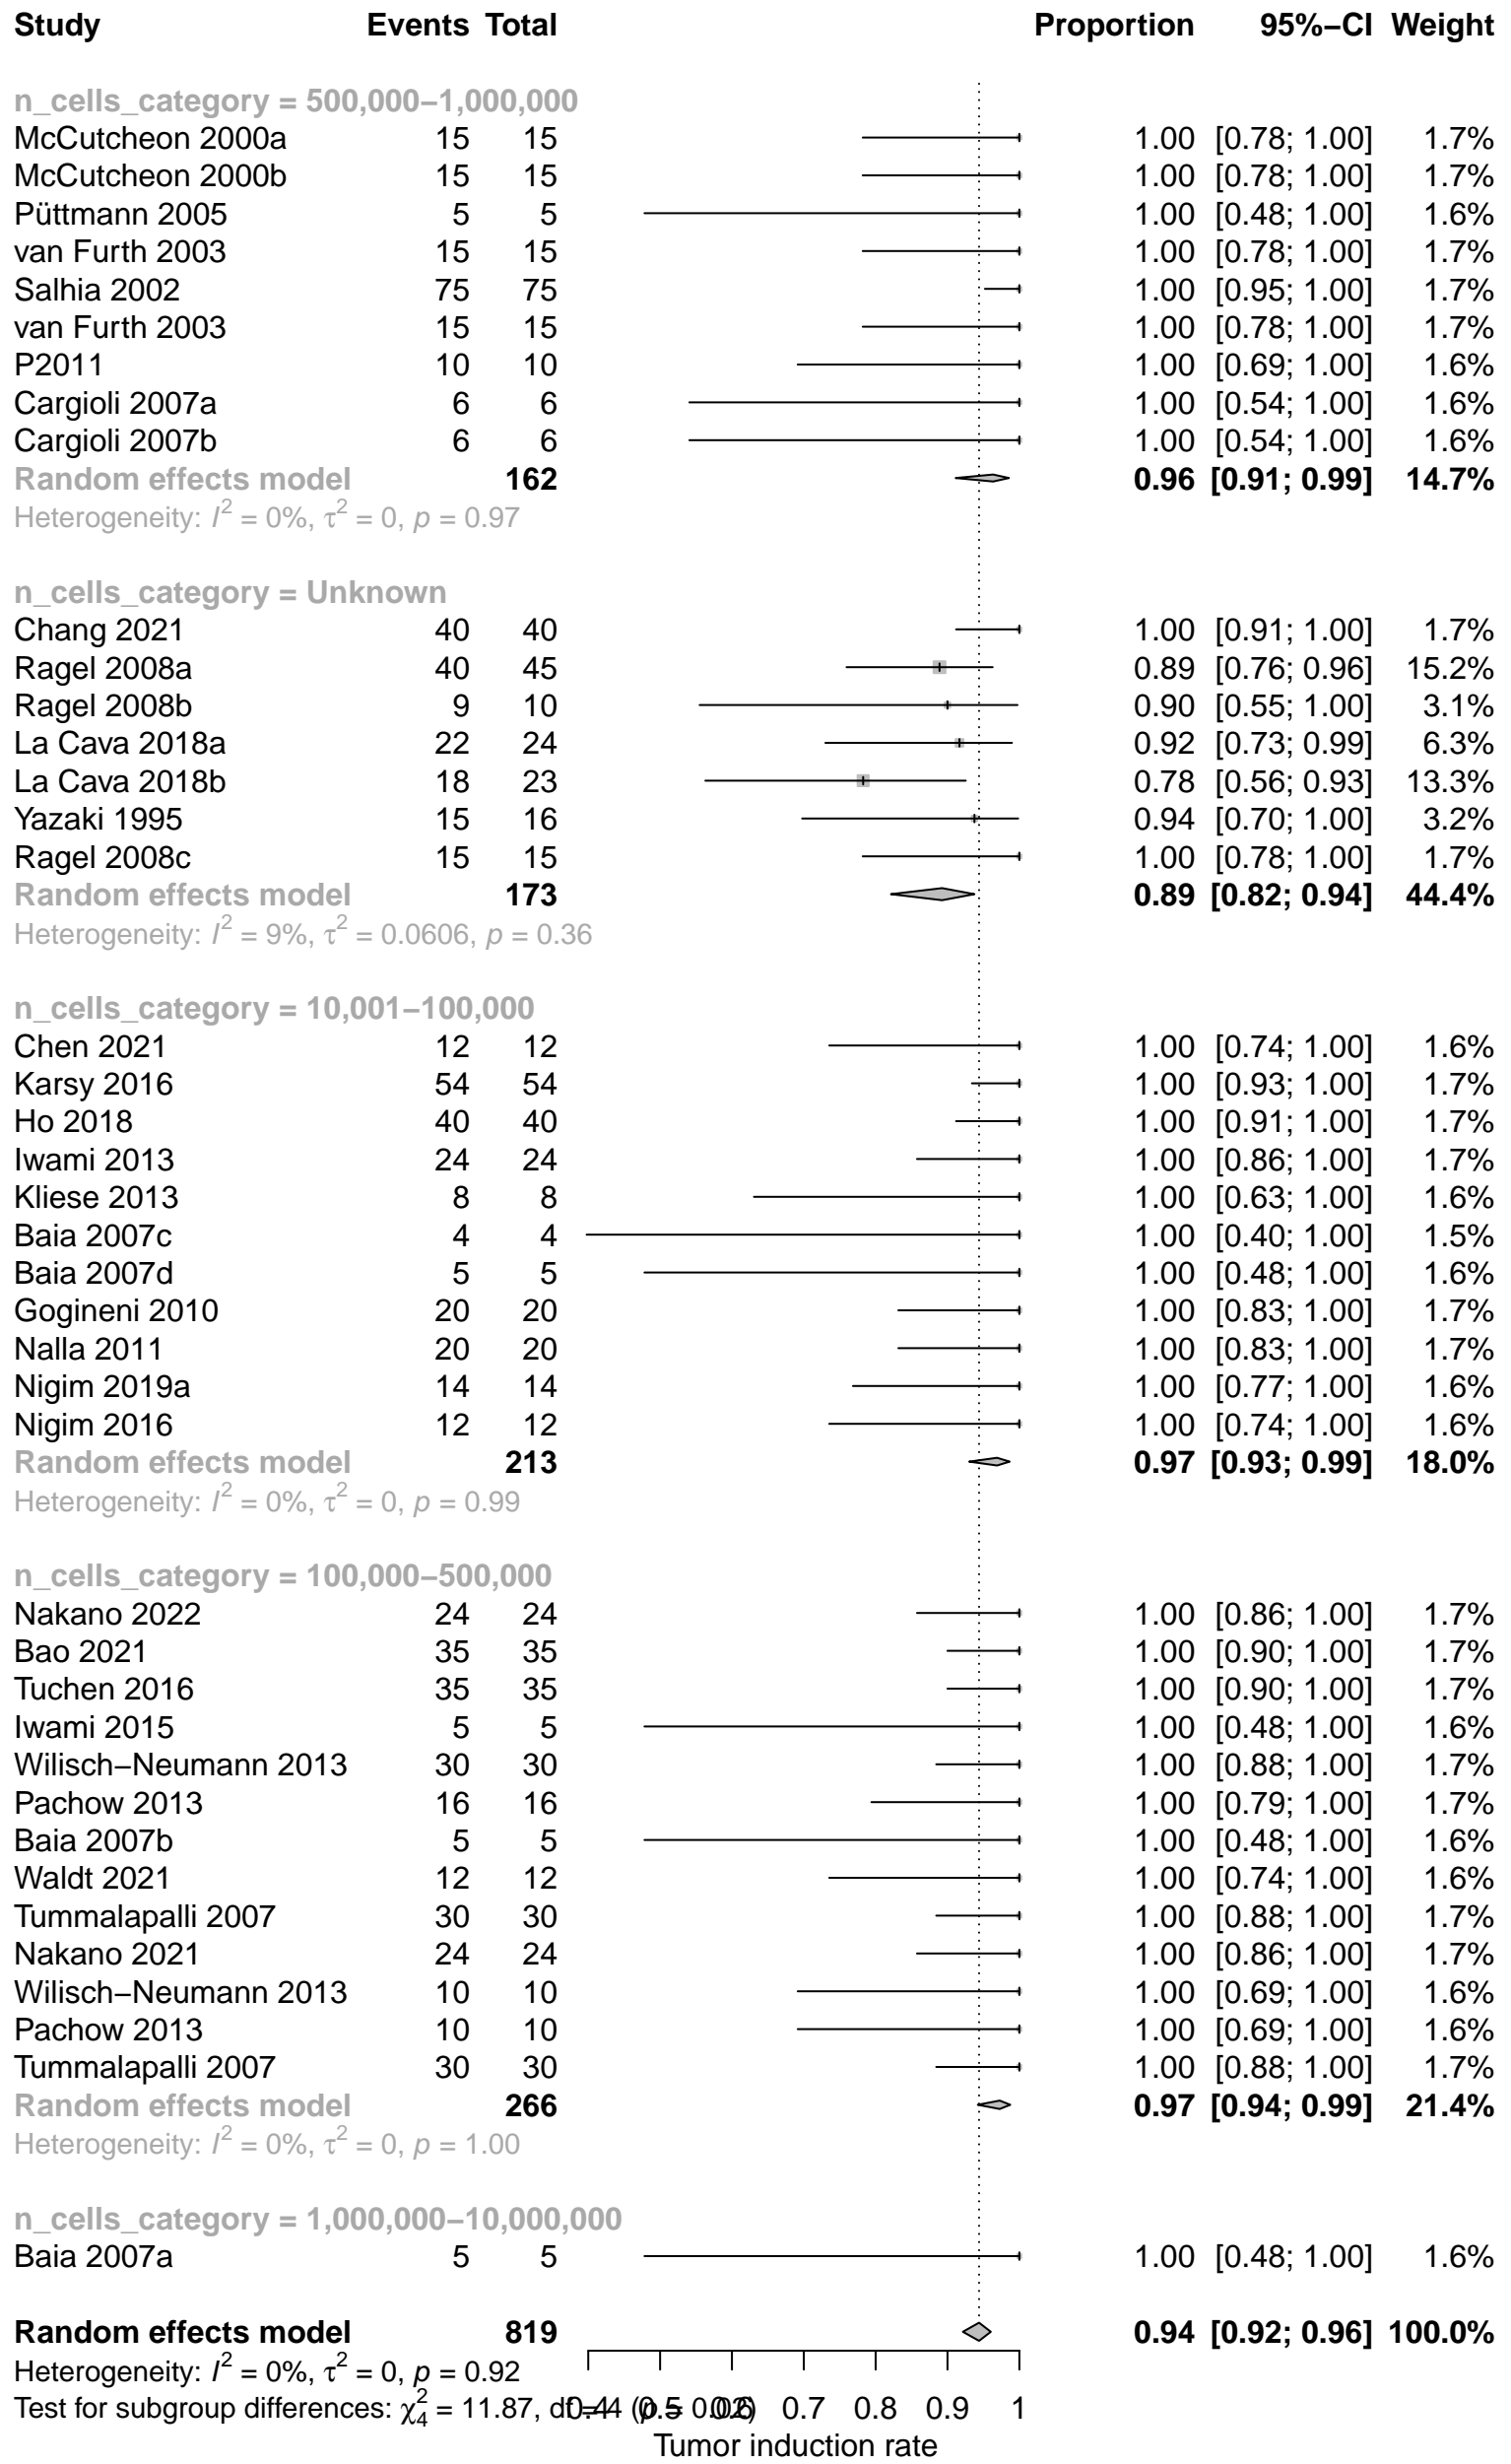 Study Events Total Proportion 95%−CI Weight
n_cells_category = 500,000−1,000,000
McCutcheon 2000a 15 15 1.00 [0.78; 1.00] 1.7%
McCutcheon 2000b 15 15 1.00 [0.78; 1.00] 1.7%
Püttmann 2005 5 5 1.00 [0.48; 1.00] 1.6%
van Furth 2003 15 15 1.00 [0.78; 1.00] 1.7%
Salhia 2002 75 75 1.00 [0.95; 1.00] 1.7%
van Furth 2003 15 15 1.00 [0.78; 1.00] 1.7%
P2011 10 10 1.00 [0.69; 1.00] 1.6%
Cargioli 2007a 6 6 1.00 [0.54; 1.00] 1.6%
Cargioli 2007b 6 6 1.00 [0.54; 1.00] 1.6%
Random effects model 162 0.96 [0.91; 0.99] 14.7%
Heterogeneity: I² = 0%, τ² = 0, p = 0.97
n_cells_category = Unknown
Chang 2021 40 40 1.00 [0.91; 1.00] 1.7%
Ragel 2008a 40 45 0.89 [0.76; 0.96] 15.2%
Ragel 2008b 9 10 0.90 [0.55; 1.00] 3.1%
La Cava 2018a 22 24 0.92 [0.73; 0.99] 6.3%
La Cava 2018b 18 23 0.78 [0.56; 0.93] 13.3%
Yazaki 1995 15 16 0.94 [0.70; 1.00] 3.2%
Ragel 2008c 15 15 1.00 [0.78; 1.00] 1.7%
Random effects model 173 0.89 [0.82; 0.94] 44.4%
Heterogeneity: I² = 9%, τ² = 0.0606, p = 0.36
n_cells_category = 10,001−100,000
Chen 2021 12 12 1.00 [0.74; 1.00] 1.6%
Karsy 2016 54 54 1.00 [0.93; 1.00] 1.7%
Ho 2018 40 40 1.00 [0.91; 1.00] 1.7%
Iwami 2013 24 24 1.00 [0.86; 1.00] 1.7%
Kliese 2013 8 8 1.00 [0.63; 1.00] 1.6%
Baia 2007c 4 4 1.00 [0.40; 1.00] 1.5%
Baia 2007d 5 5 1.00 [0.48; 1.00] 1.6%
Gogineni 2010 20 20 1.00 [0.83; 1.00] 1.7%
Nalla 2011 20 20 1.00 [0.83; 1.00] 1.7%
Nigim 2019a 14 14 1.00 [0.77; 1.00] 1.6%
Nigim 2016 12 12 1.00 [0.74; 1.00] 1.6%
Random effects model 213 0.97 [0.93; 0.99] 18.0%
Heterogeneity: I² = 0%, τ² = 0, p = 0.99
n_cells_category = 100,000−500,000
Nakano 2022 24 24 1.00 [0.86; 1.00] 1.7%
Bao 2021 35 35 1.00 [0.90; 1.00] 1.7%
Tuchen 2016 35 35 1.00 [0.90; 1.00] 1.7%
Iwami 2015 5 5 1.00 [0.48; 1.00] 1.6%
Wilisch−Neumann 2013 30 30 1.00 [0.88; 1.00] 1.7%
Pachow 2013 16 16 1.00 [0.79; 1.00] 1.7%
Baia 2007b 5 5 1.00 [0.48; 1.00] 1.6%
Waldt 2021 12 12 1.00 [0.74; 1.00] 1.6%
Tummalapalli 2007 30 30 1.00 [0.88; 1.00] 1.7%
Nakano 2021 24 24 1.00 [0.86; 1.00] 1.7%
Wilisch−Neumann 2013 10 10 1.00 [0.69; 1.00] 1.6%
Pachow 2013 10 10 1.00 [0.69; 1.00] 1.6%
Tummalapalli 2007 30 30 1.00 [0.88; 1.00] 1.7%
Random effects model 266 0.97 [0.94; 0.99] 21.4%
Heterogeneity: I² = 0%, τ² = 0, p = 1.00
n_cells_category = 1,000,000−10,000,000
Baia 2007a 5 5 1.00 [0.48; 1.00] 1.6%
Random effects model 819 0.94 [0.92; 0.96] 100.0%
Heterogeneity: I² = 0%, τ² = 0, p = 0.92
Test for subgroup differences: χ²₄ = 11.87, df = 4 (p = 0.02) 0.4 0.5 0.6 0.7 0.8 0.9 1
Tumor induction rate